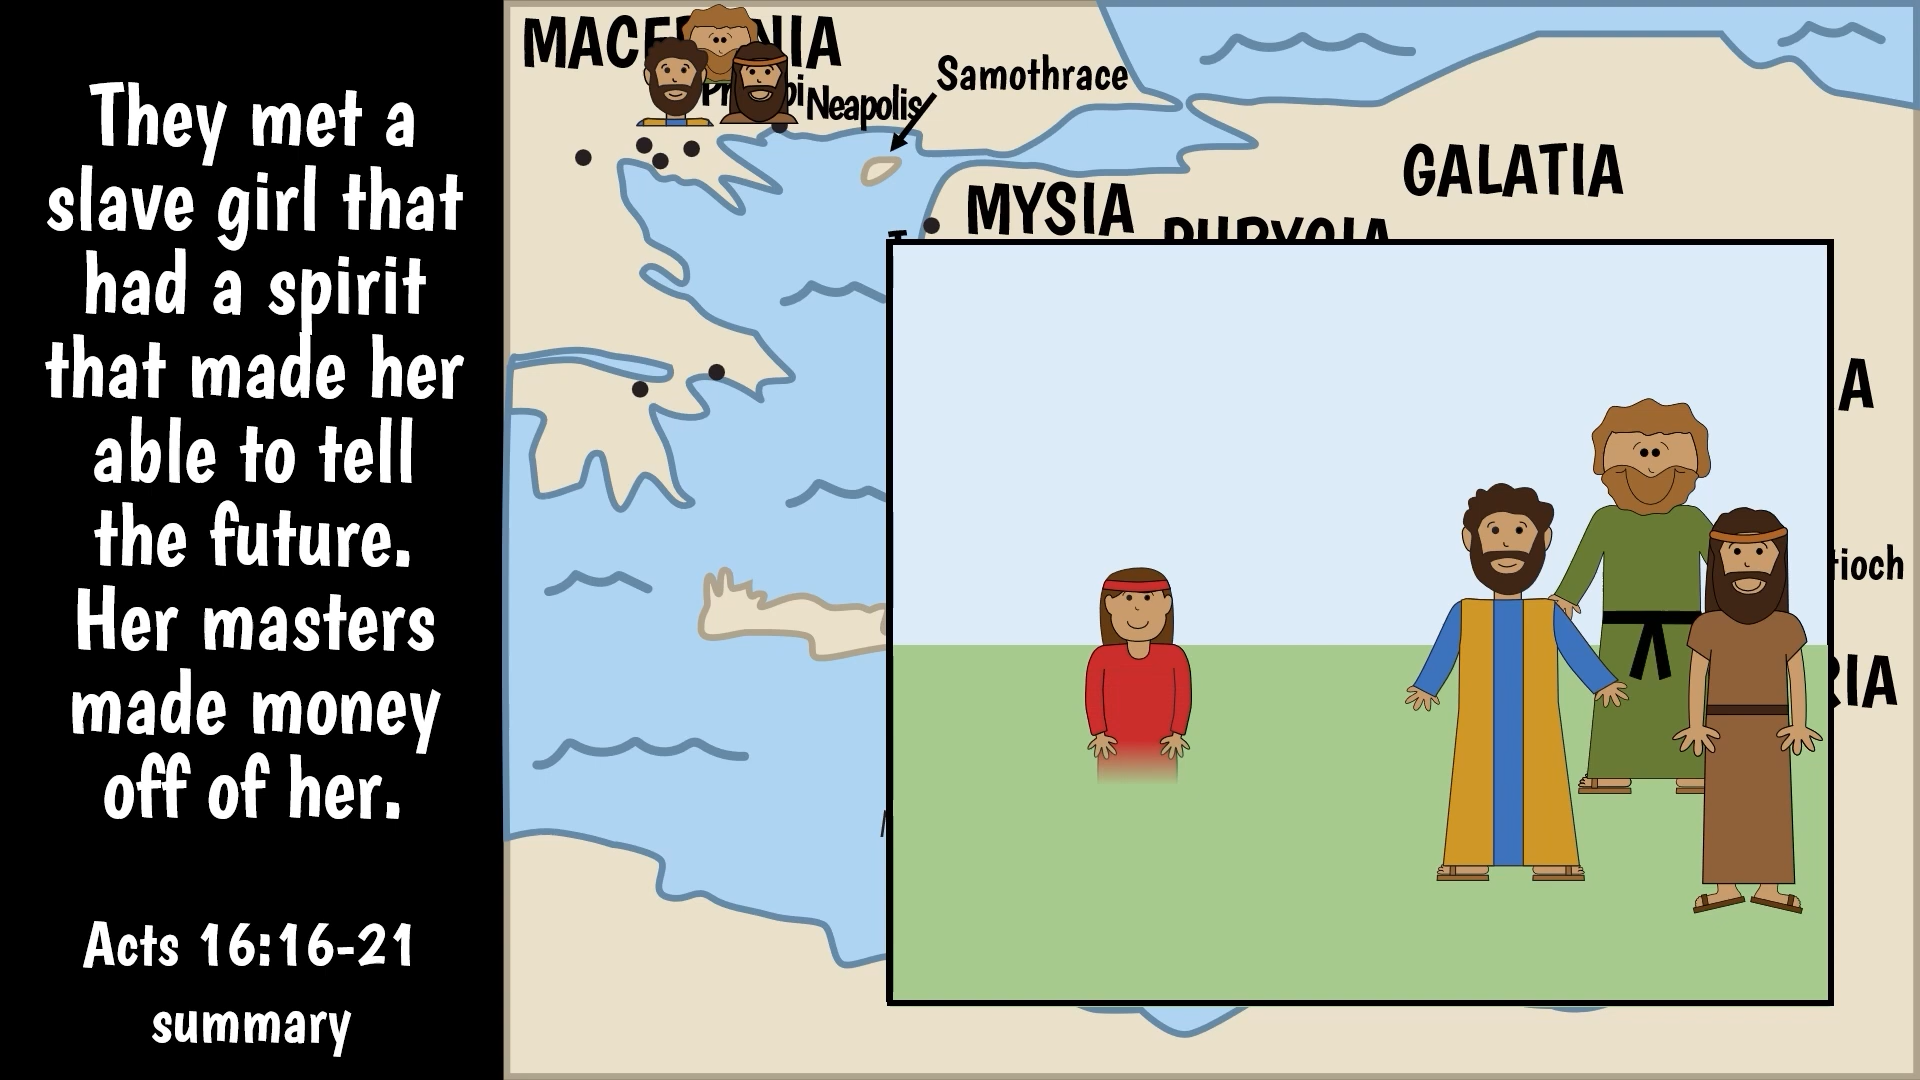 They met a
slave girl that
had a spirit
that made her
able to tell
the future.
Her masters
made money
off of her.
Acts 16:16-21
summary
Samothrace
Neapolis
GALATIA
MYSIA